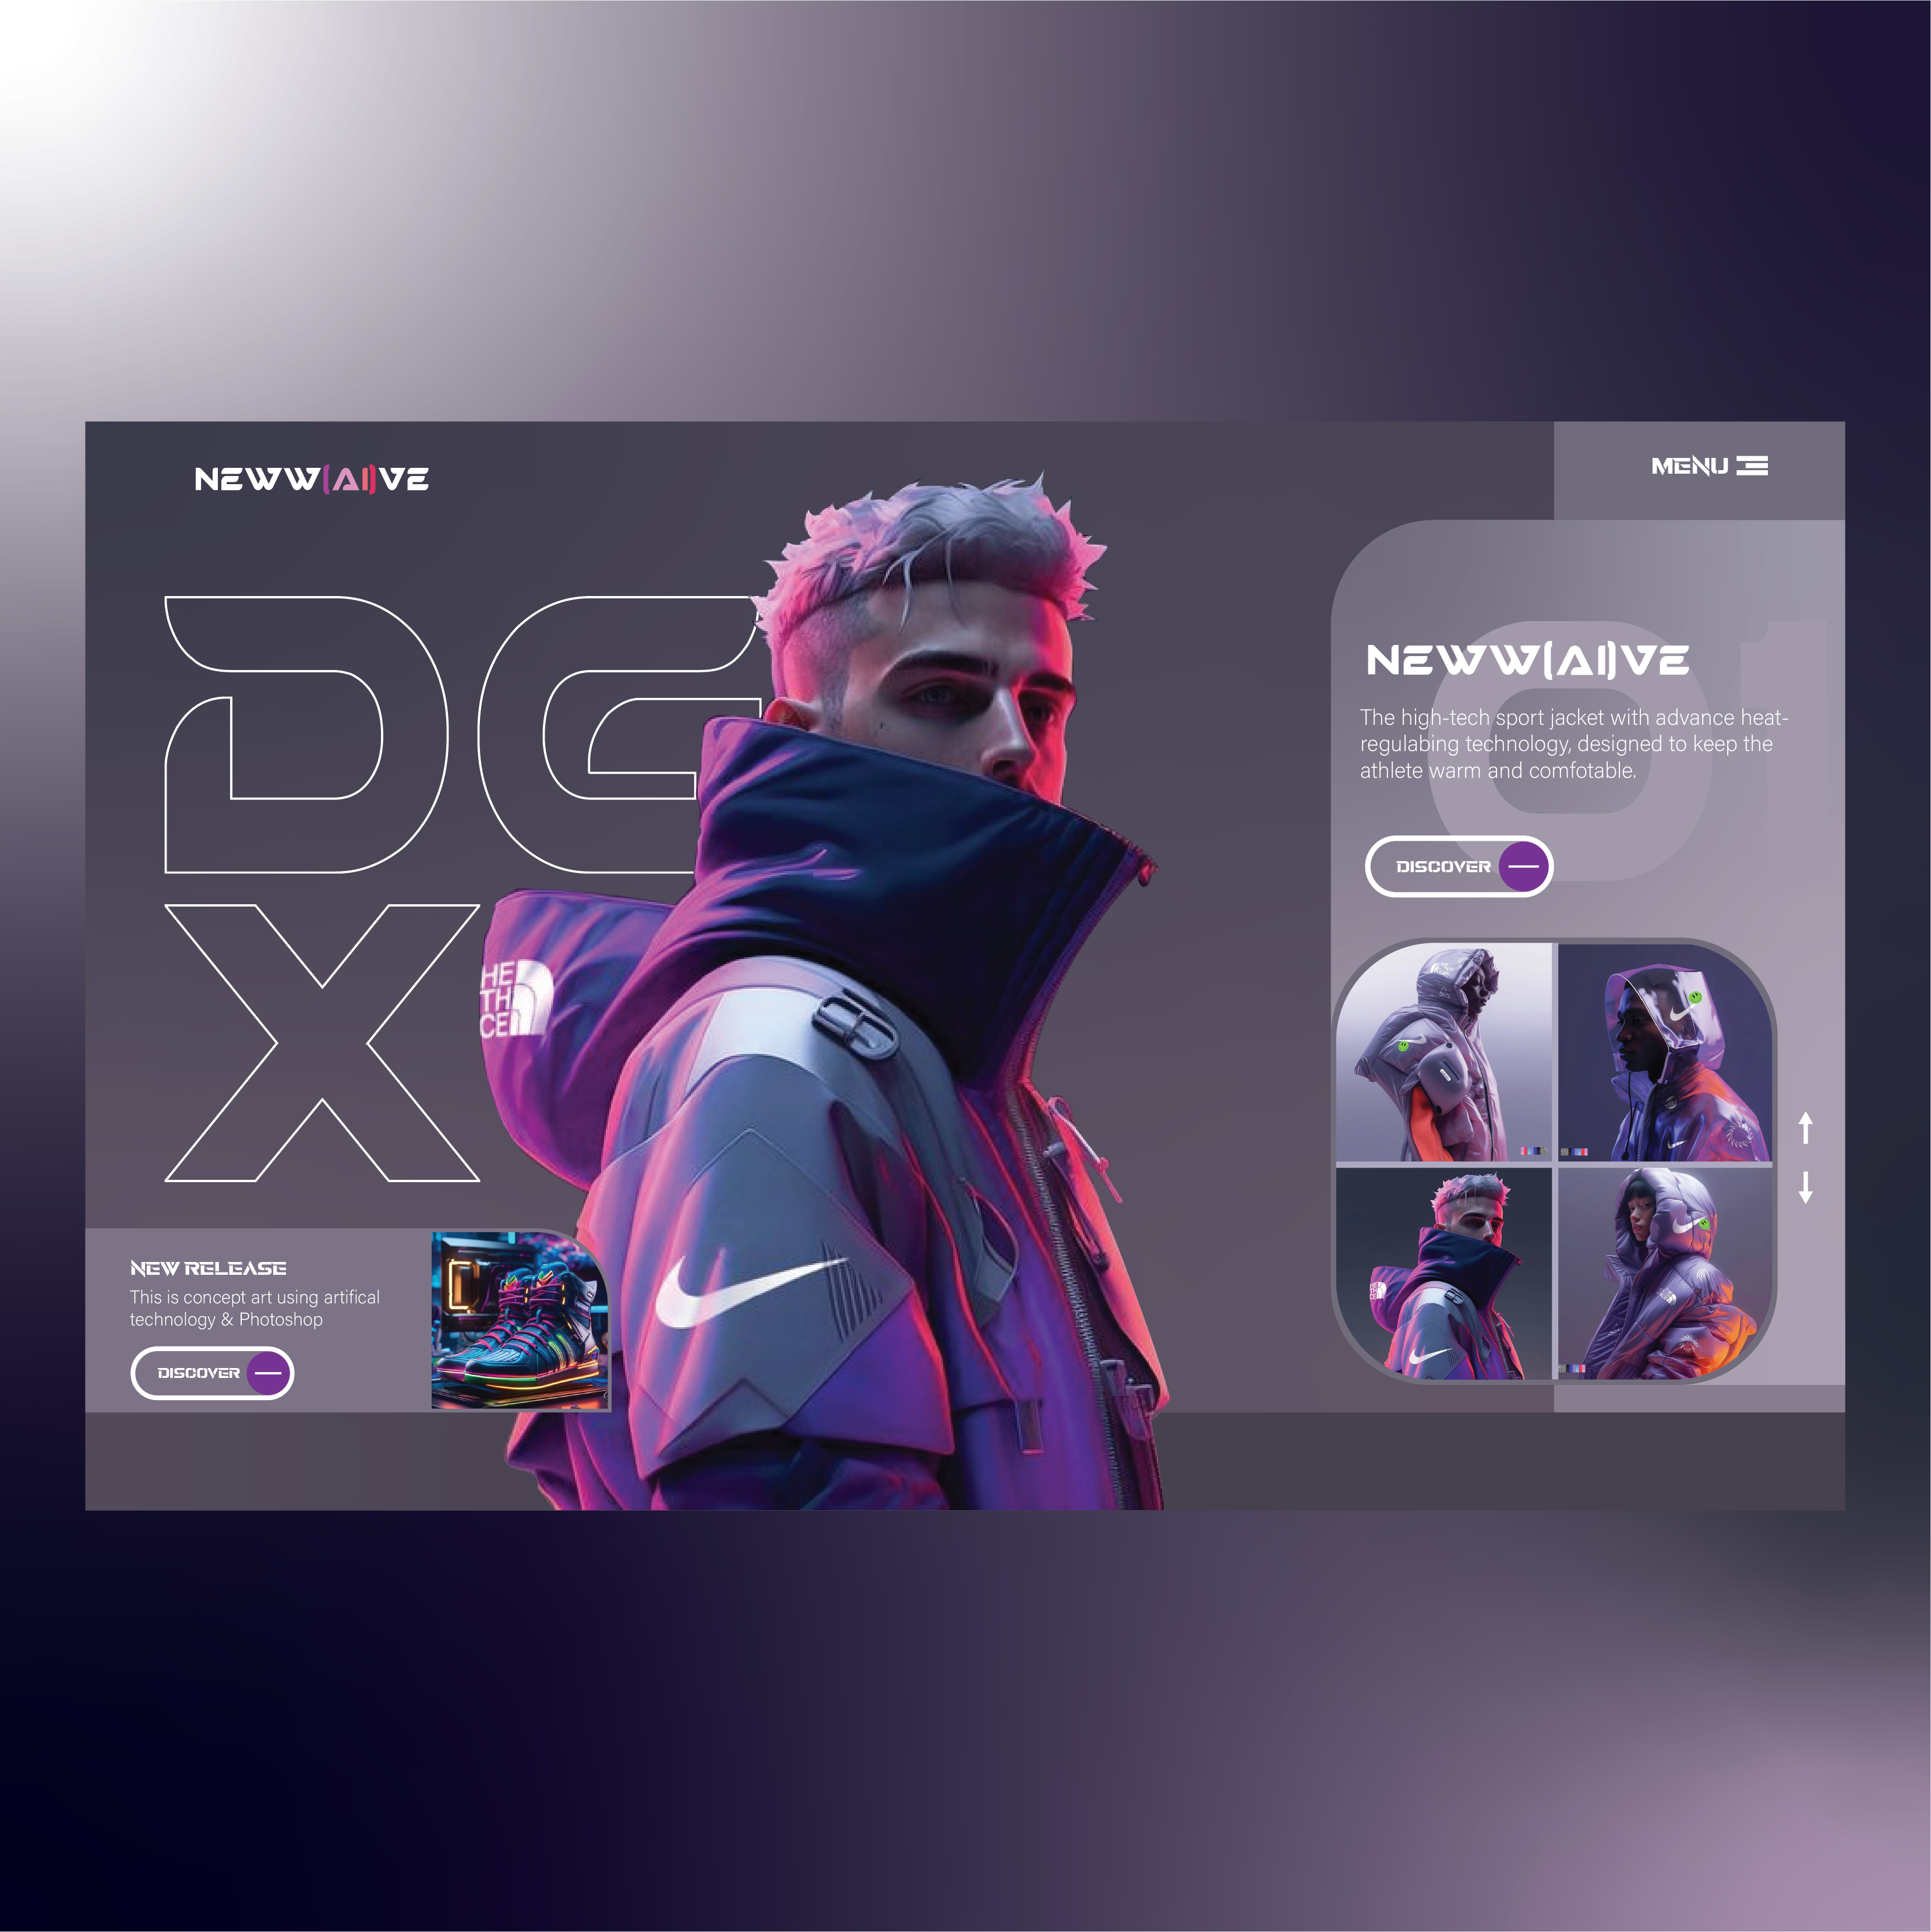 NEWW(AI)VE
MENU
DG
X
HE
TH
CE
01
NEWW(AI)VE
The high-tech sport jacket with advance heat-
regulabing technology, designed to keep the
athlete warm and comfotable.
DISCOVER
NEW RELEASE
This is concept art using artifical
technology & Photoshop
DISCOVER